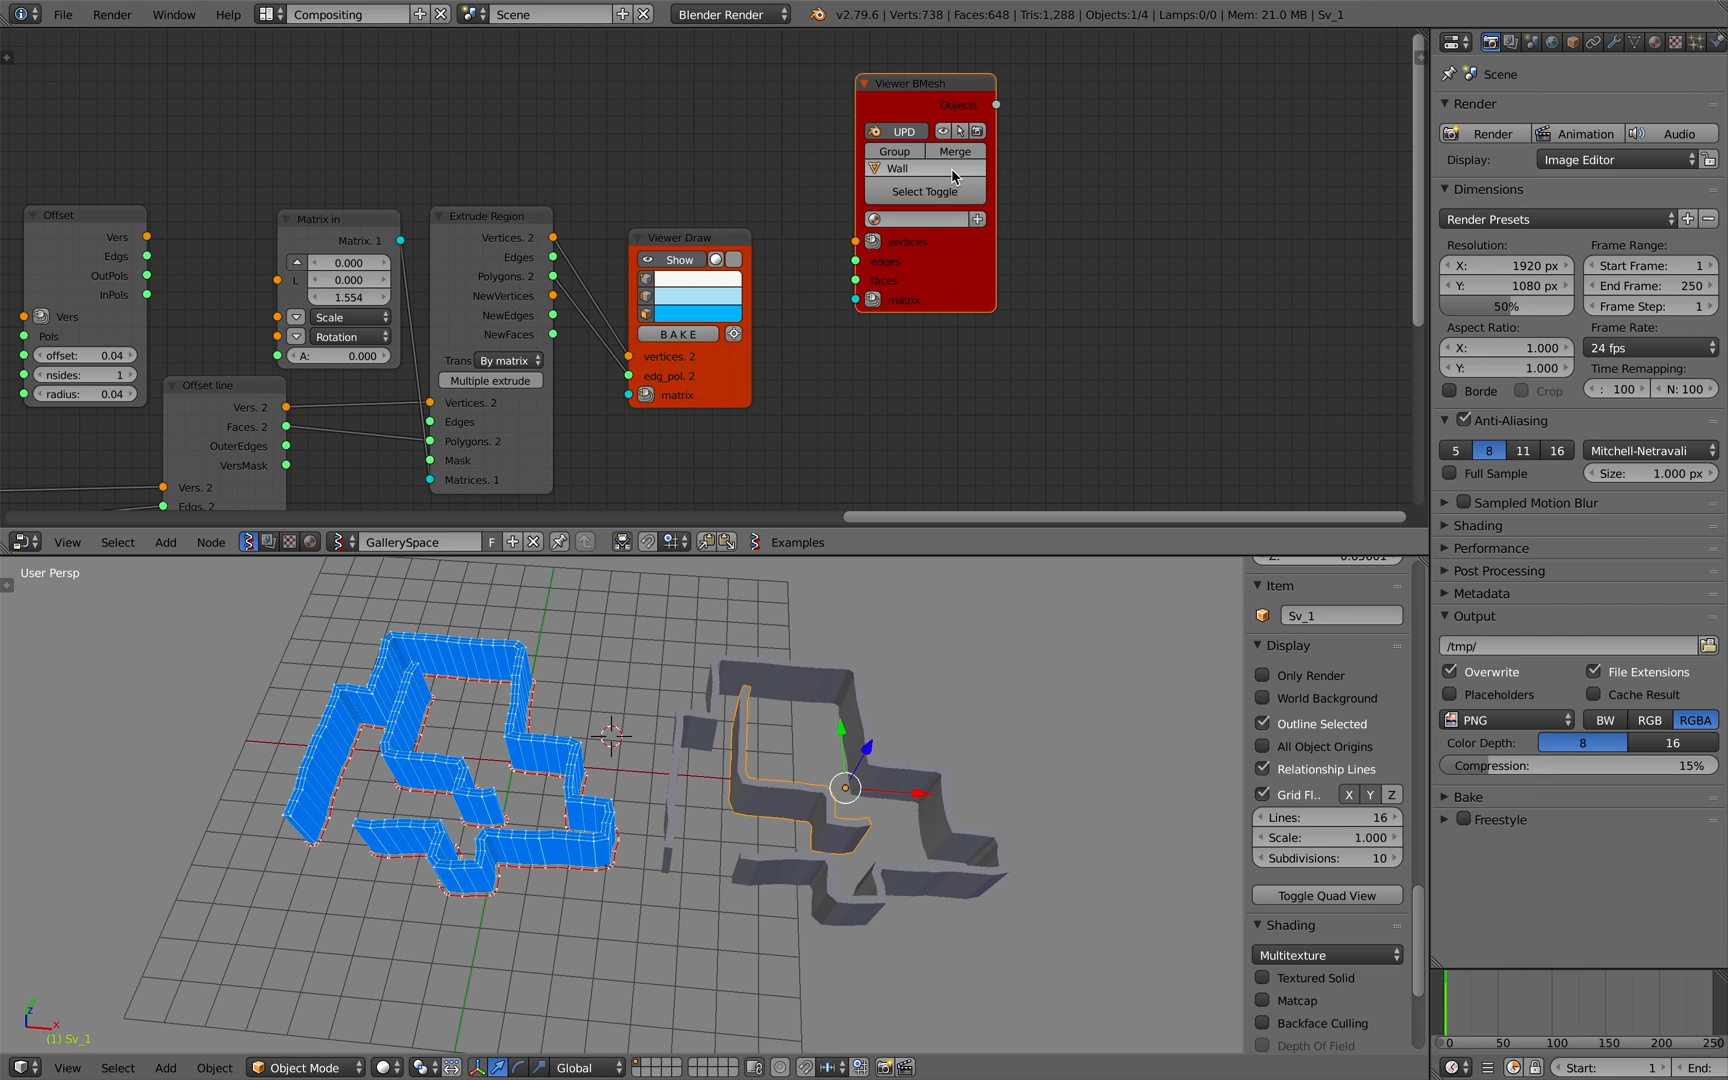 File Render Window Help Compositing Scene Blender Render v2.79.6 | Verts:738 | Faces:648 | Tris:1,288 | Objects:1/4 | Lamps:0/0 | Mem: 21.0 MB | Sv_1
Viewer BMesh
Objects
UPD
Group Merge
Wall
Select Toggle
vertices
edges
faces
matrix
Offset
Vers
Edgs
OutPols
InPols
Vers
Pols
offset: 0.04
nsides: 1
radius: 0.04
Matrix in
Matrix. 1
0.000
L 0.000
1.554
Scale
Rotation
A: 0.000
Offset line
Vers. 2
Faces. 2
OuterEdges
VersMask
Vers. 2
Edgs. 2
Extrude Region
Vertices. 2
Edges
Polygons. 2
NewVertices
NewEdges
NewFaces
Trans By matrix
Multiple extrude
Vertices. 2
Edges
Polygons. 2
Mask
Matrices. 1
Viewer Draw
Show
B A K E
vertices. 2
edg_pol. 2
matrix
View Select Add Node GallerySpace F Examples
User Persp
(1) Sv_1
z
x
Item
Sv_1
Display
Only Render
World Background
Outline Selected
All Object Origins
Relationship Lines
Grid Fl.. X Y Z
Lines: 16
Scale: 1.000
Subdivisions: 10
Toggle Quad View
Shading
Multitexture
Textured Solid
Matcap
Backface Culling
Depth Of Field
View Select Add Object Object Mode Global
Scene
Render
Render Animation Audio
Display: Image Editor
Dimensions
Render Presets
Resolution: Frame Range:
X: 1920 px Start Frame: 1
Y: 1080 px End Frame: 250
50% Frame Step: 1
Aspect Ratio: Frame Rate:
X: 1.000 24 fps
Y: 1.000 Time Remapping:
Borde Crop : 100 N: 100
Anti-Aliasing
5 8 11 16 Mitchell-Netravali
Full Sample Size: 1.000 px
Sampled Motion Blur
Shading
Performance
Post Processing
Metadata
Output
/tmp/
Overwrite File Extensions
Placeholders Cache Result
PNG BW RGB RGBA
Color Depth: 8 16
Compression: 15%
Bake
Freestyle
0 50 100 150 200 250
Start: 1 End: